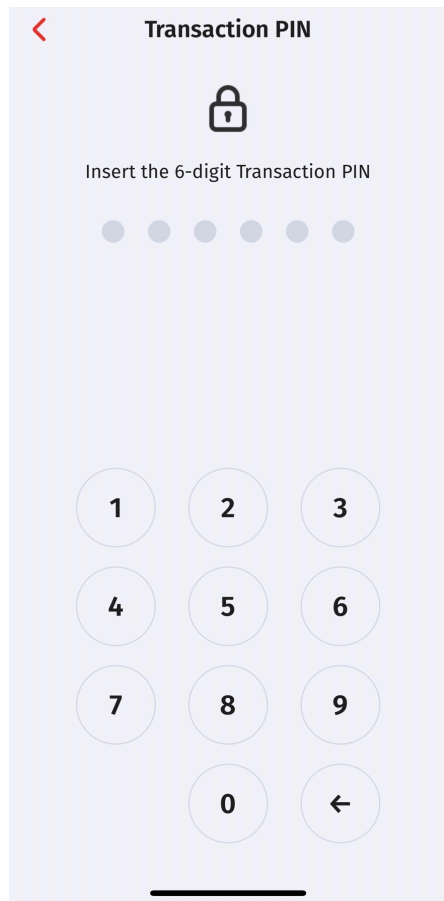 Transaction PIN
Insert the 6-digit Transaction PIN
1 2 3
4 5 6
7 8 9
0